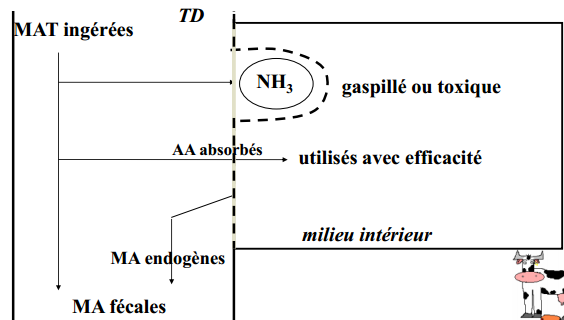 TD
MAT ingérées
NH3
gaspillé ou toxique
AA absorbés
utilisés avec efficacité
milieu intérieur
MA endogènes
MA fécales